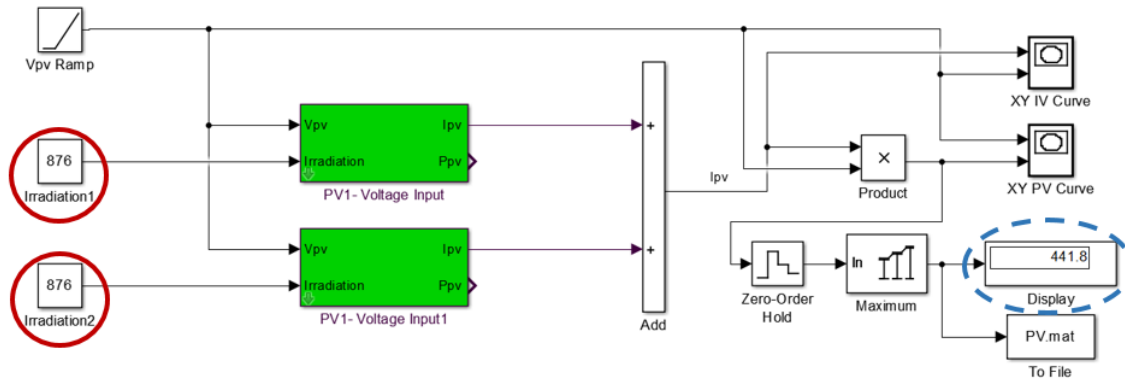 Vpv Ramp
876
Irradiation1
Vpv
Irradiation
Ipv
Ppv
PV1- Voltage Input
876
Irradiation2
Vpv
Irradiation
Ipv
Ppv
PV1- Voltage Input1
+
+
Add
Ipv
×
Product
XY IV Curve
XY PV Curve
Zero-Order
Hold
In
Maximum
441.8
Display
PV.mat
To File